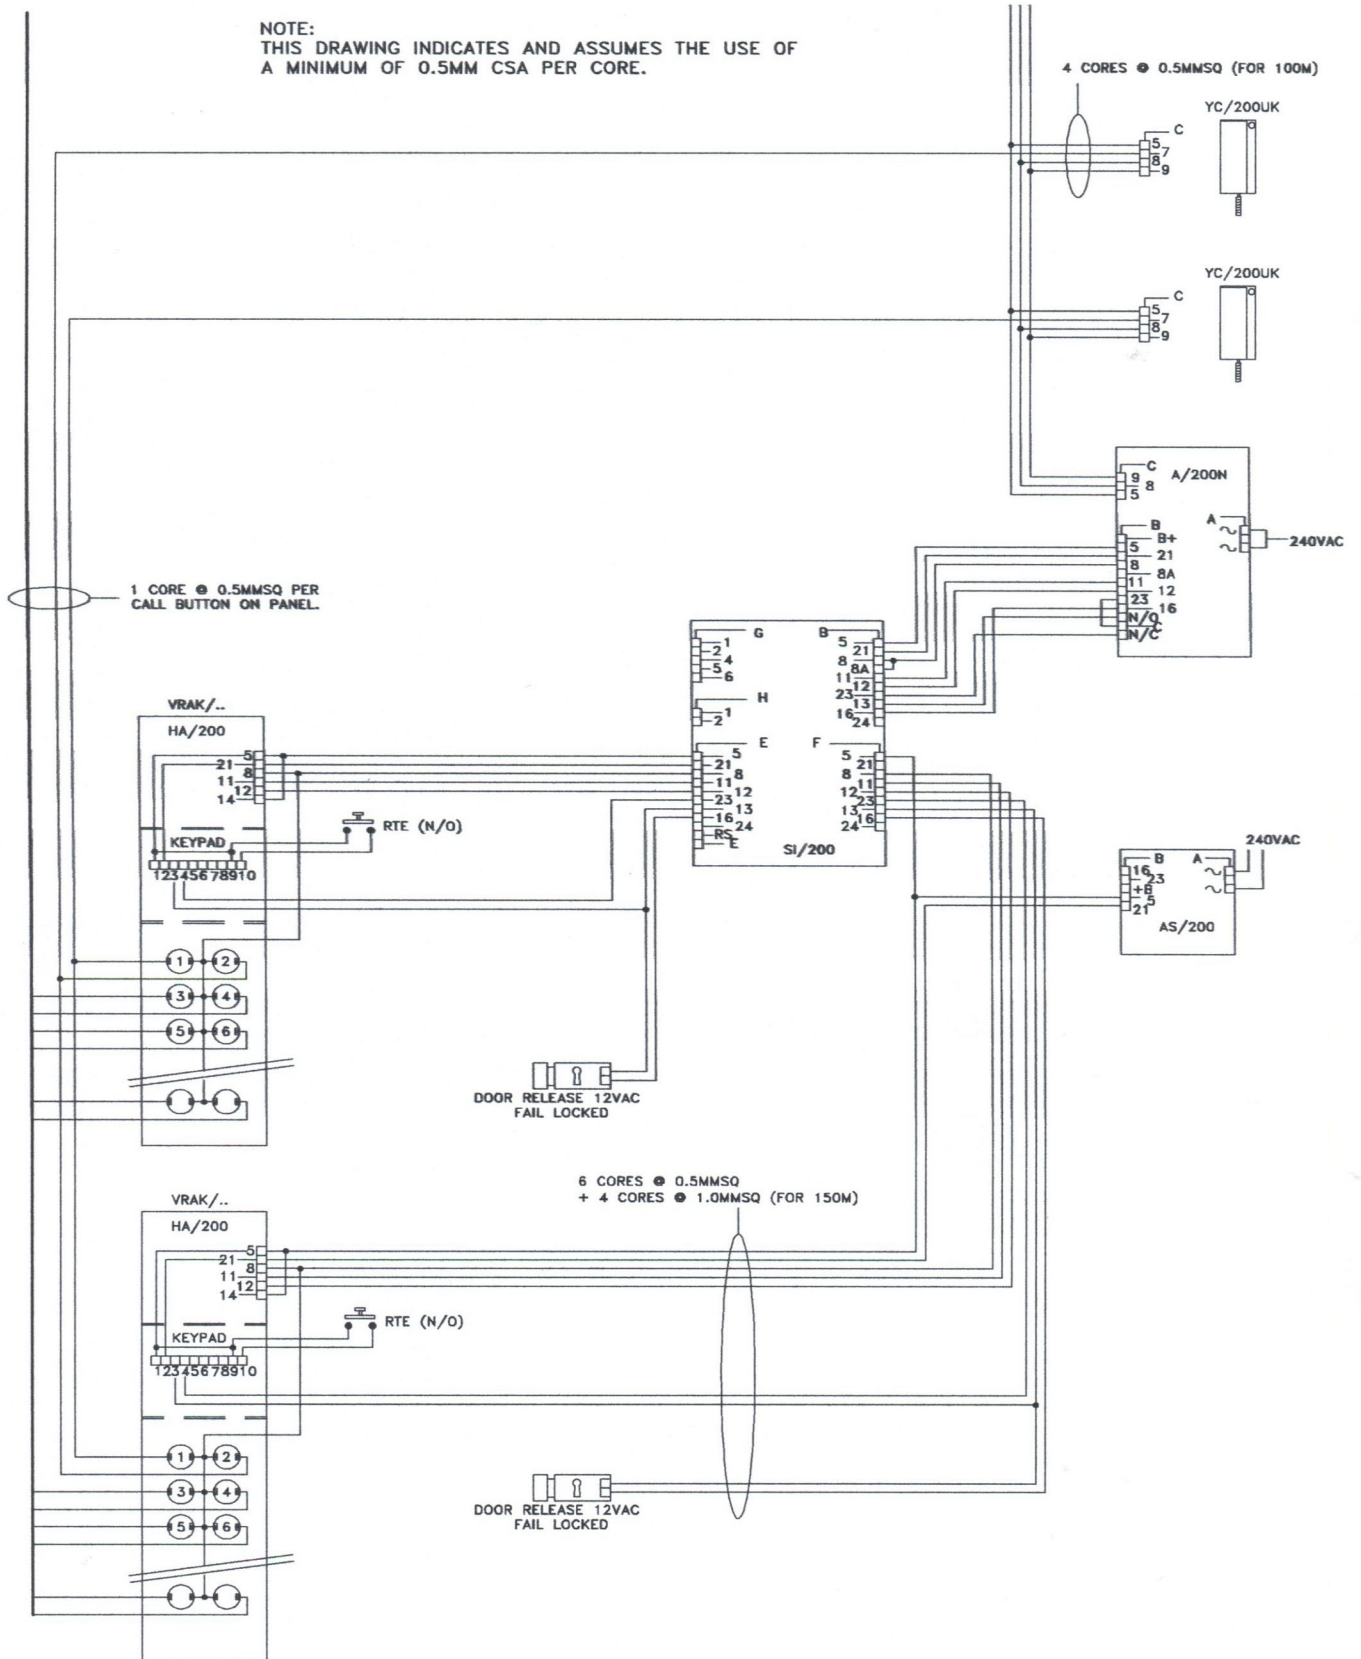 NOTE:
THIS DRAWING INDICATES AND ASSUMES THE USE OF
A MINIMUM OF 0.5MM CSA PER CORE.
4 CORES @ 0.5MMSQ (FOR 100M)
YC/200UK
C
5
7
8
9
YC/200UK
C
5
7
8
9
A/200N
C
9
8
5
B
B+
5
21
8
8A
11
12
23
16
N/O
C
N/C
A
240VAC
1 CORE @ 0.5MMSQ PER
CALL BUTTON ON PANEL.
G
1
2
4
5
6
H
1
2
E
5
21
8
11
12
23
13
16
24
RS
E
B
5
21
8
8A
11
12
23
13
16
24
F
5
21
8
11
12
23
13
16
24
SI/200
VRAK/..
HA/200
5
21
8
11
12
14
KEYPAD
12345678910
RTE (N/O)
1 2
3 4
5 6
DOOR RELEASE 12VAC
FAIL LOCKED
240VAC
B A
16
23
+B
5
21
AS/200
6 CORES @ 0.5MMSQ
+ 4 CORES @ 1.0MMSQ (FOR 150M)
VRAK/..
HA/200
5
21
8
11
12
14
KEYPAD
12345678910
RTE (N/O)
1 2
3 4
5 6
DOOR RELEASE 12VAC
FAIL LOCKED